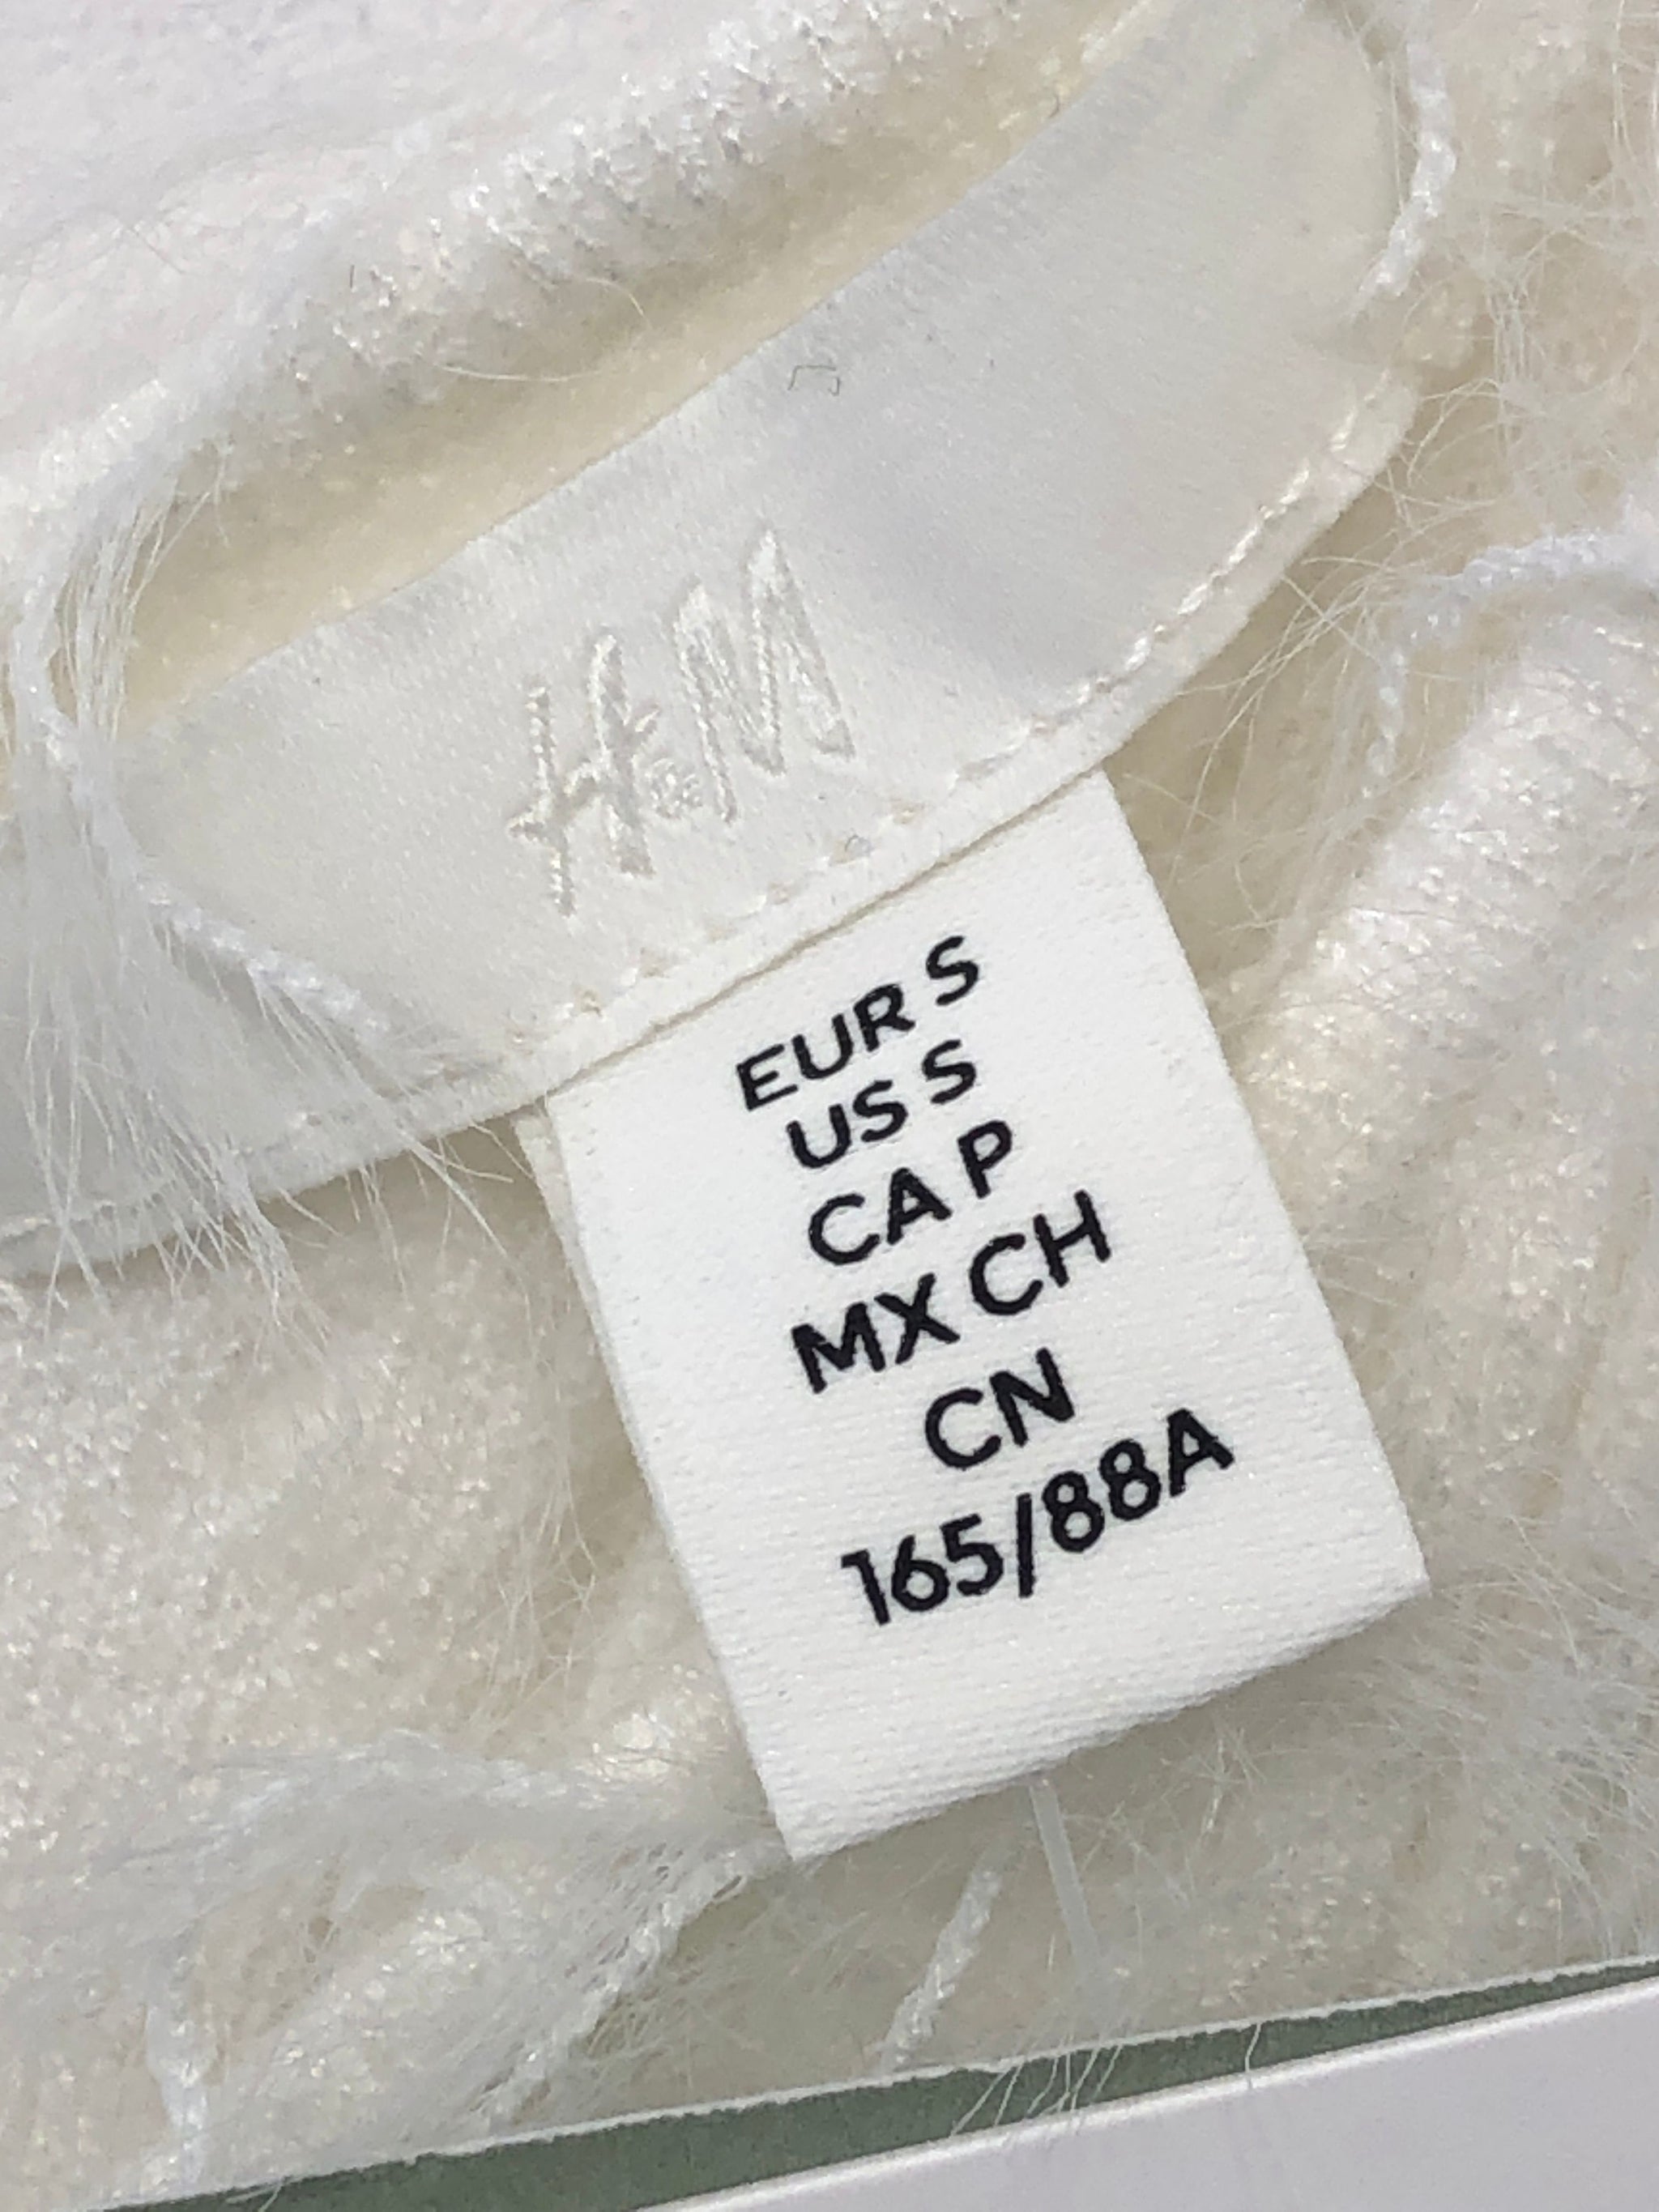 H&M
EUR S
US S
CA P
MX CH
CN
165/88A